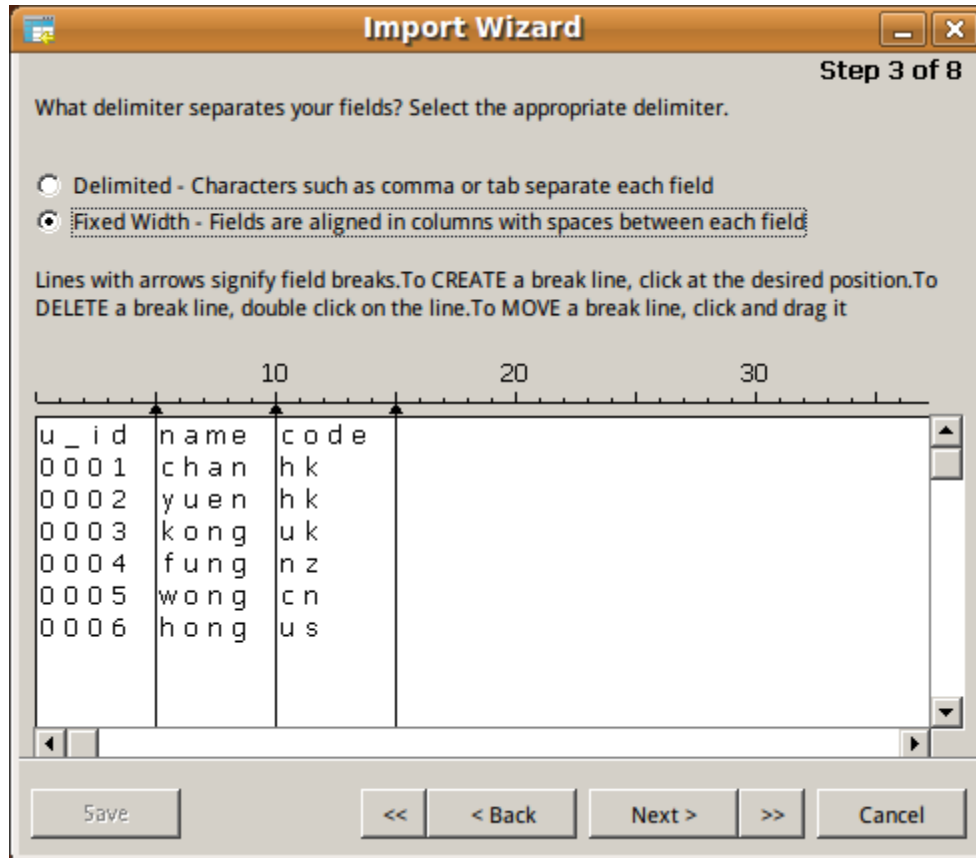 Import Wizard
Step 3 of 8
What delimiter separates your fields? Select the appropriate delimiter.
Delimited - Characters such as comma or tab separate each field
Fixed Width - Fields are aligned in columns with spaces between each field
Lines with arrows signify field breaks.To CREATE a break line, click at the desired position.To
DELETE a break line, double click on the line.To MOVE a break line, click and drag it
10 20 30
u_id name code
0001 chan hk
0002 yuen hk
0003 kong uk
0004 fung nz
0005 wong cn
0006 hong us
Save << < Back Next > >> Cancel